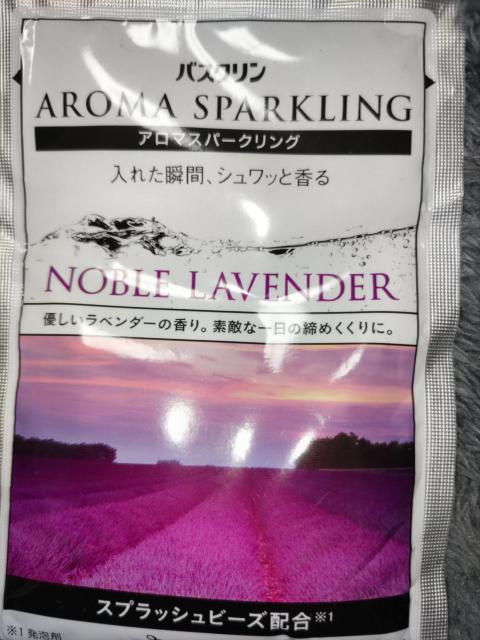 バスクリン
AROMA SPARKLING
アロマスパークリング
入れた瞬間、シュワッと香る
NOBLE LAVENDER
優しいラベンダーの香り。素敵な一日の締めくくりに。
スプラッシュビーズ配合※1
※1 発泡剤